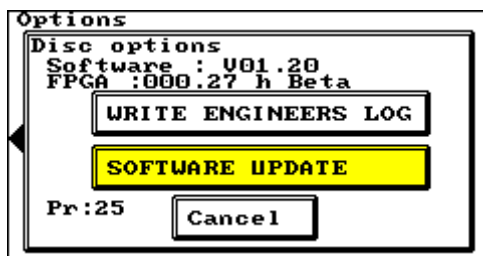 Options
Disc options
Software : V01.20
FPGA :000.27 h Beta
WRITE ENGINEERS LOG
SOFTWARE UPDATE
Pr:25
Cancel